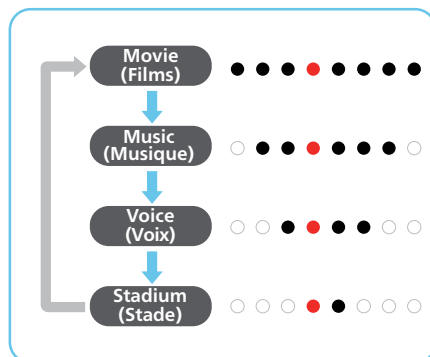 Movie
(Films)
Music
(Musique)
Voice
(Voix)
Stadium
(Stade)